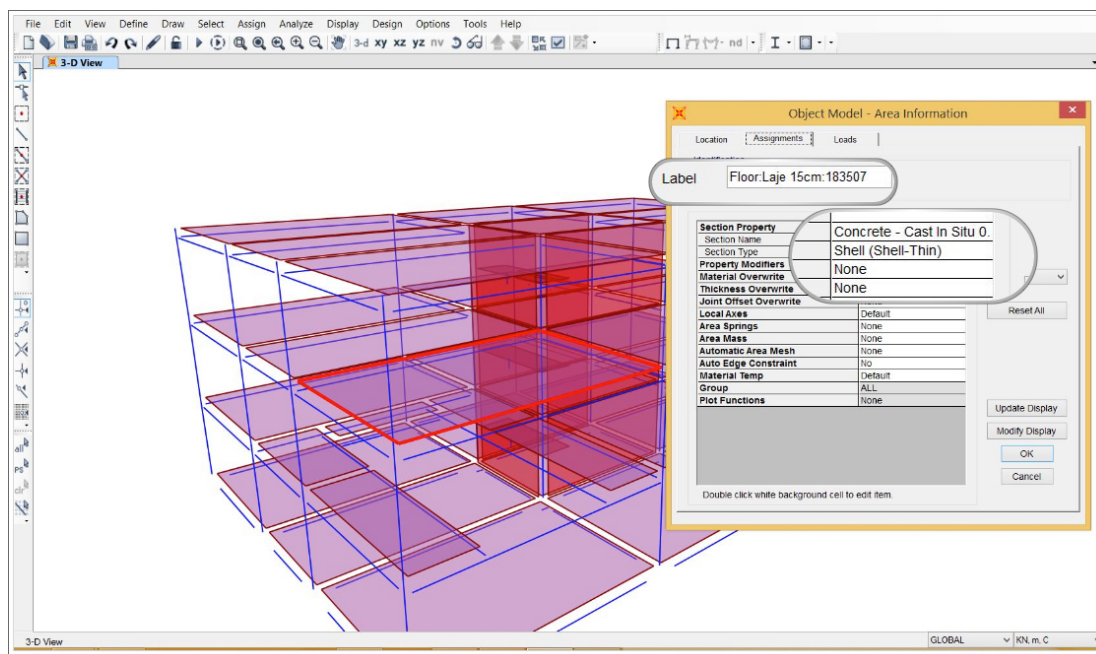 File Edit View Define Draw Select Assign Analyze Display Design Options Tools Help
3-d xy xz yz nv nd
3-D View
all
PS
clr
Object Model - Area Information
Location Assignments Loads
Label Floor:Laje 15cm:183507
Section Property
Section Name Concrete - Cast In Situ 0.
Section Type Shell (Shell-Thin)
Property Modifiers None
Material Overwrite None
Thickness Overwrite
Joint Offset Overwrite
Local Axes Default
Area Springs None
Area Mass None
Automatic Area Mesh None
Auto Edge Constraint No
Material Temp Default
Group ALL
Plot Functions None
Reset All
Update Display
Modify Display
OK
Cancel
Double click white background cell to edit item.
3-D View GLOBAL KN, m, C